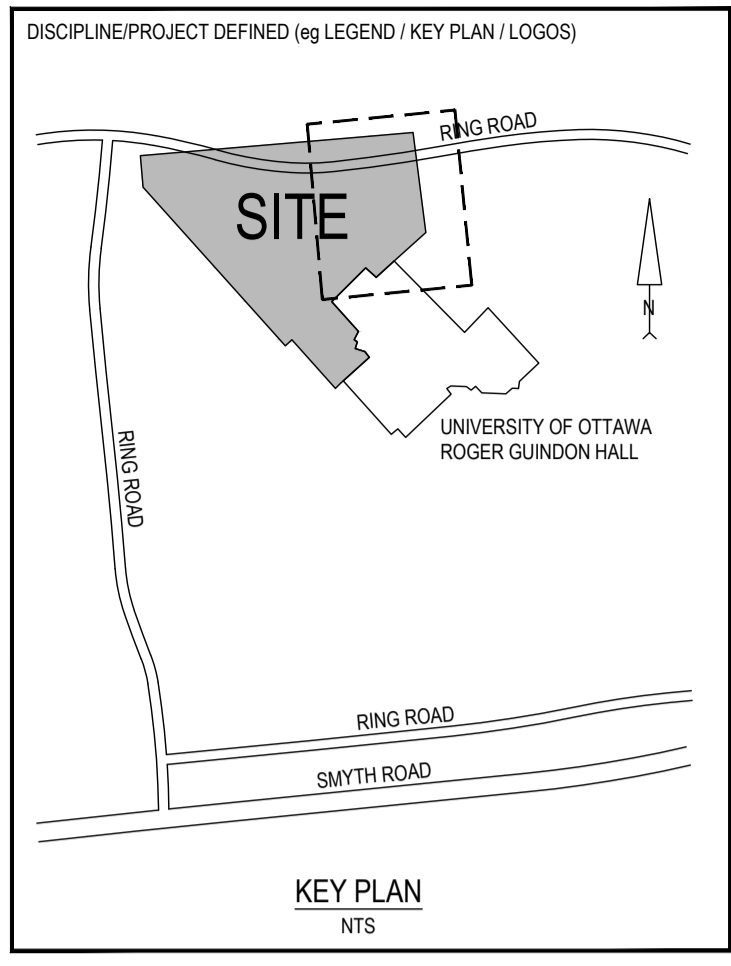 DISCIPLINE/PROJECT DEFINED (eg LEGEND / KEY PLAN / LOGOS)
RING ROAD
SITE
N
UNIVERSITY OF OTTAWA
ROGER GUINDON HALL
RING ROAD
RING ROAD
SMYTH ROAD
KEY PLAN
NTS